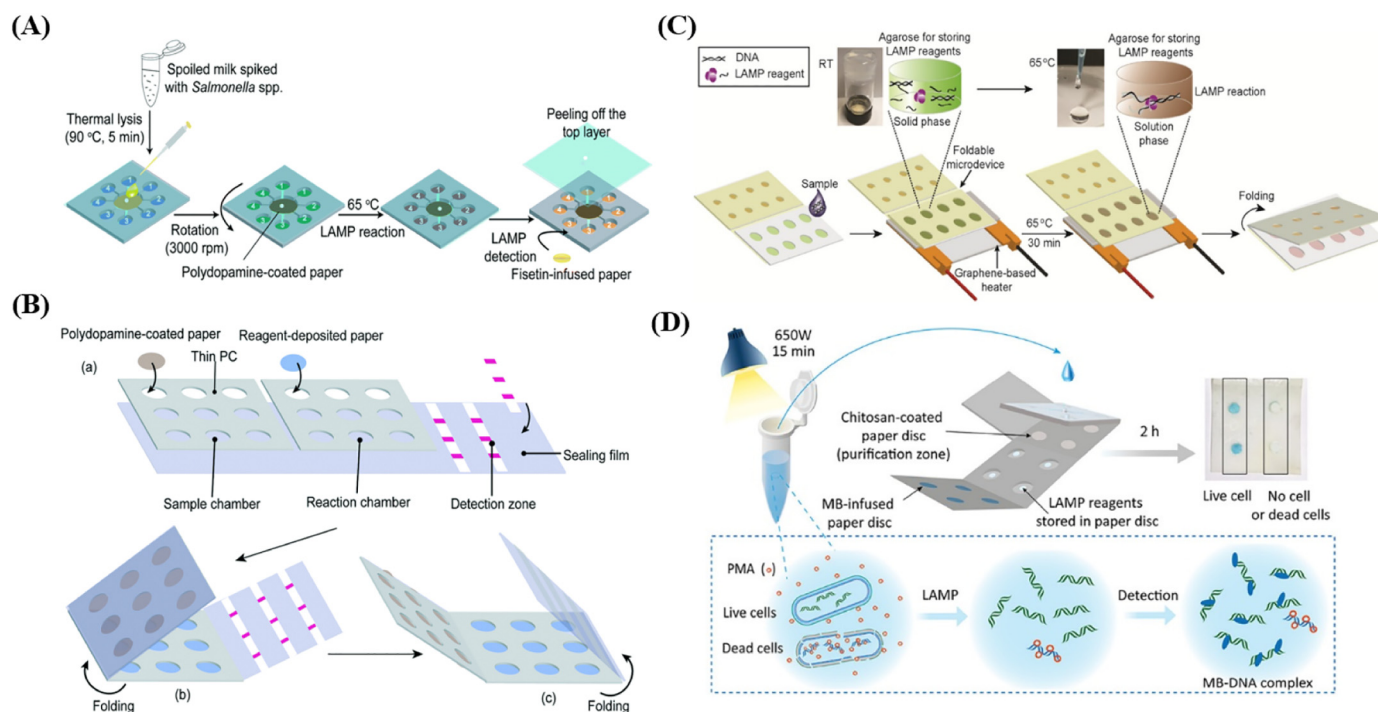 (A)
Spoiled milk spiked
with Salmonella spp.
Thermal lysis
(90 °C, 5 min)
Peeling off the
top layer
Rotation
(3000 rpm)
65 °C
LAMP reaction
LAMP
detection
Polydopamine-coated paper
Fisetin-infused paper
(B)
Polydopamine-coated paper
Reagent-deposited paper
(a)
Thin PC
Sealing film
Sample chamber
Reaction chamber
Detection zone
Folding
(b)
(c)
Folding
(C)
DNA
LAMP reagent
RT
Agarose for storing
LAMP reagents
Solid phase
65 °C
Agarose for storing
LAMP reagents
LAMP reaction
Solution
phase
Foldable
microdevice
Sample
65°C
30 min
Folding
Graphene-based
heater
(D)
650W
15 min
Chitosan-coated
paper disc
(purification zone)
2 h
MB-infused
paper disc
LAMP reagents
stored in paper disc
Live cell
No cell
or dead cells
PMA ( )
Live cells
Dead cells
LAMP
Detection
MB-DNA complex